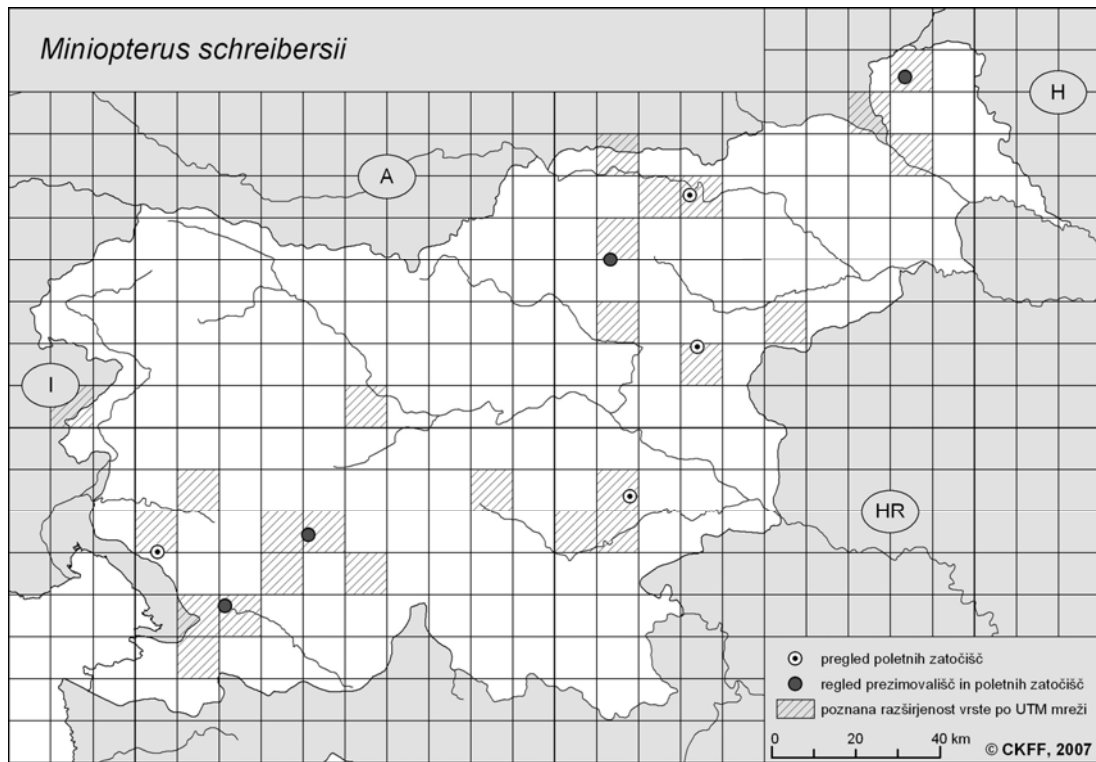 Miniopterus schreibersii
H
A
I
HR
pregled poletnih zatočišč
regled prezimovališč in poletnih zatočišč
poznana razširjenost vrste po UTM mreži
0 20 40 km
© CKFF, 2007